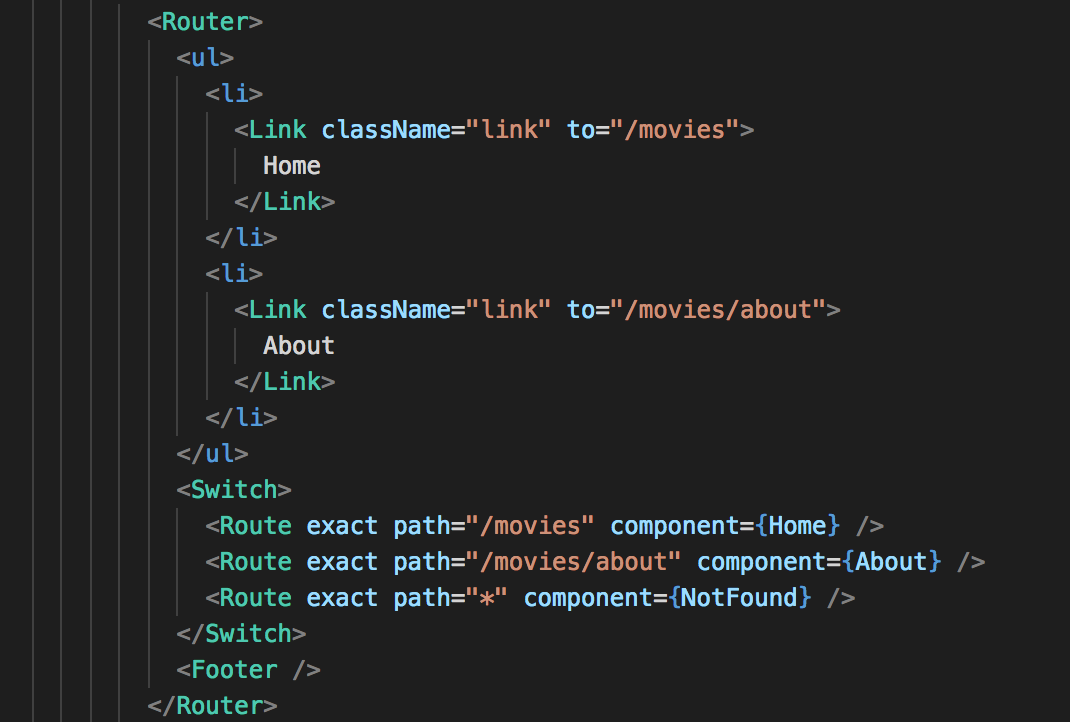 <Router>
<ul>
<li>
<Link className="link" to="/movies">
Home
</Link>
</li>
<li>
<Link className="link" to="/movies/about">
About
</Link>
</li>
</ul>
<Switch>
<Route exact path="/movies" component={Home} />
<Route exact path="/movies/about" component={About} />
<Route exact path="*" component={NotFound} />
</Switch>
<Footer />
</Router>